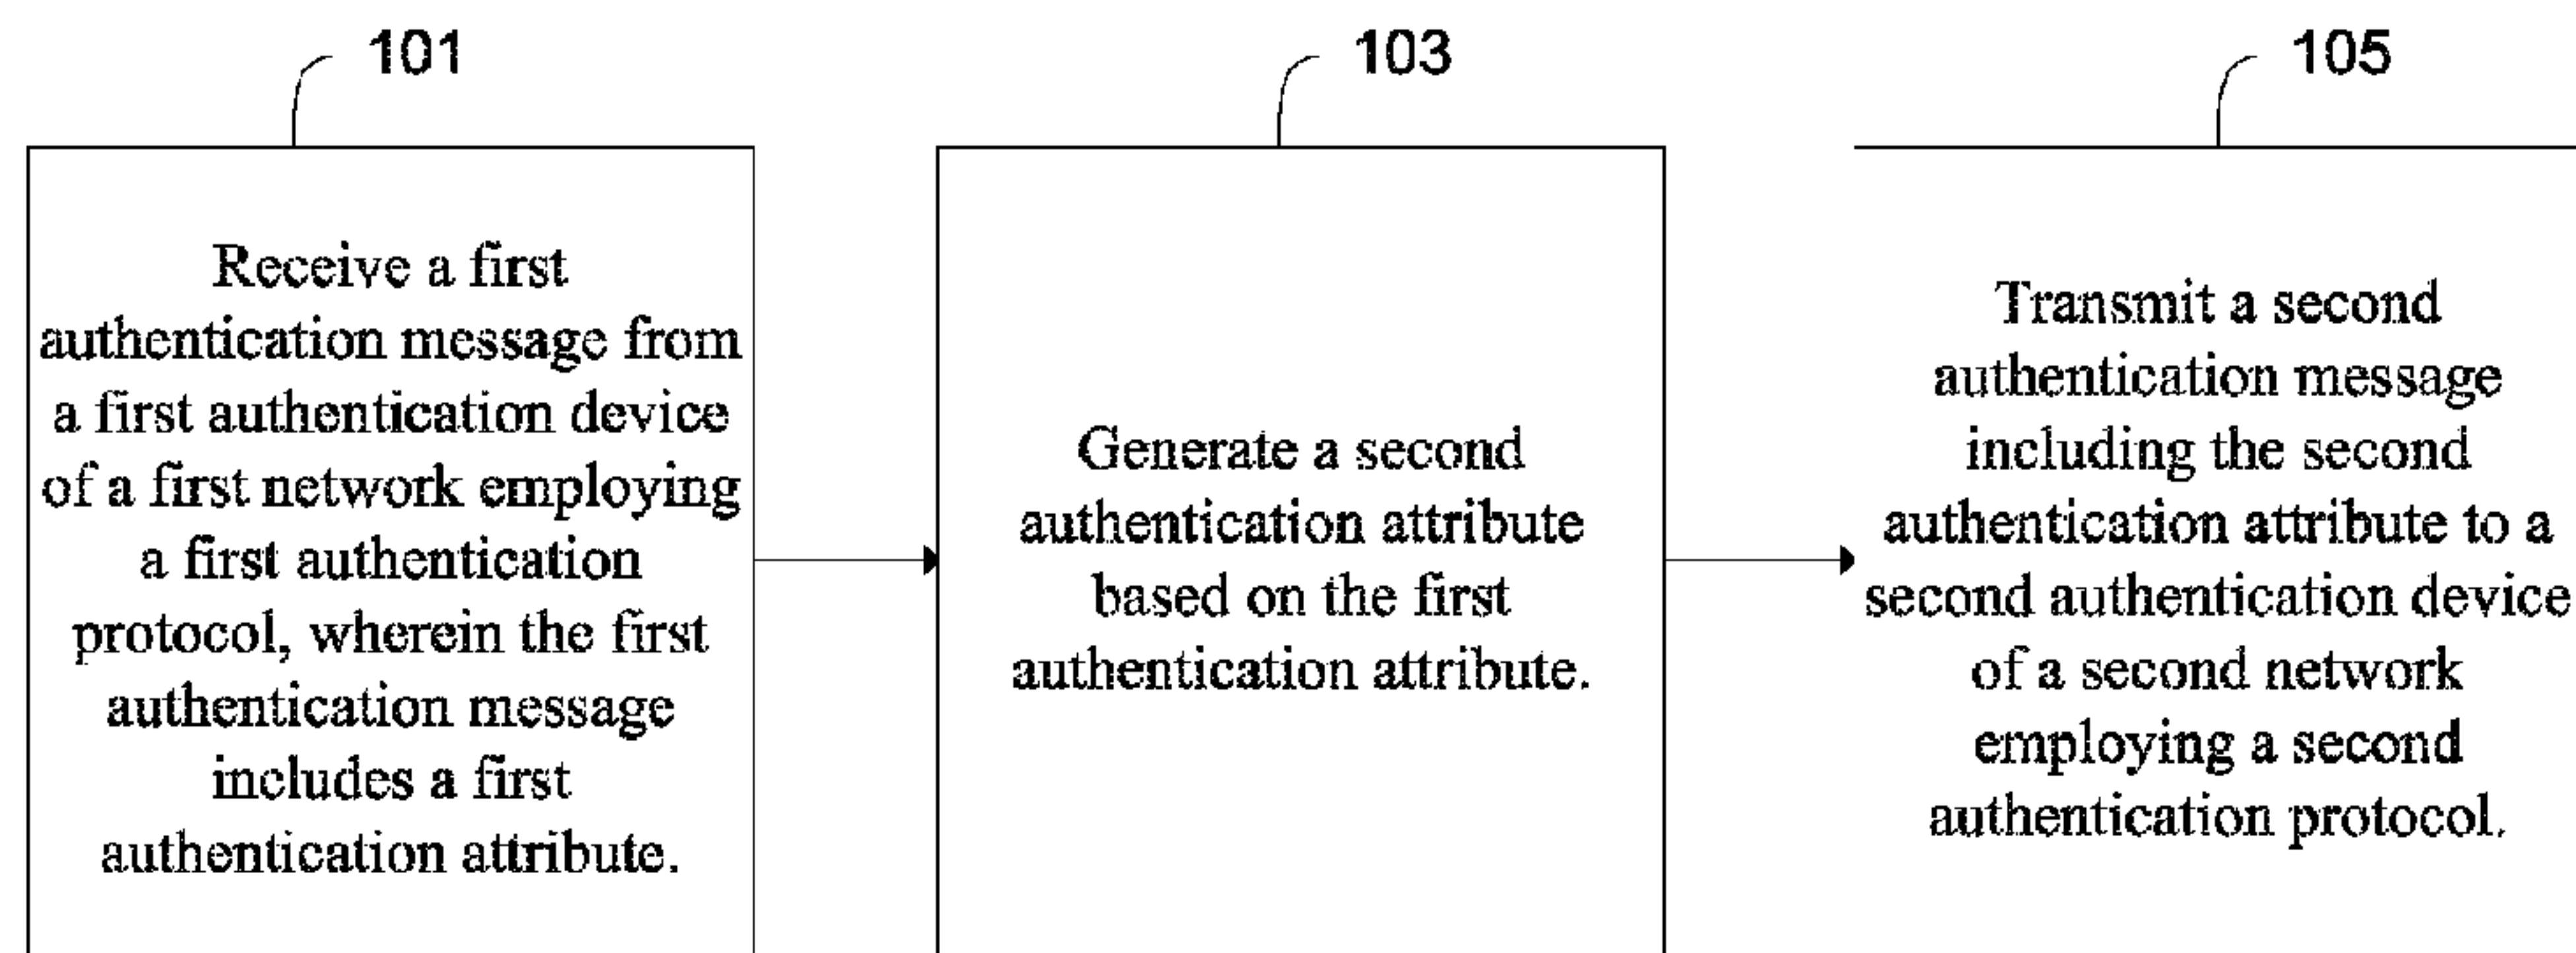 101
Receive a first
authentication message from
a first authentication device
of a first network employing
a first authentication
protocol, wherein the first
authentication message
includes a first
authentication attribute.
103
Generate a second
authentication attribute
based on the first
authentication attribute.
105
Transmit a second
authentication message
including the second
authentication attribute to a
second authentication device
of a second network
employing a second
authentication protocol.